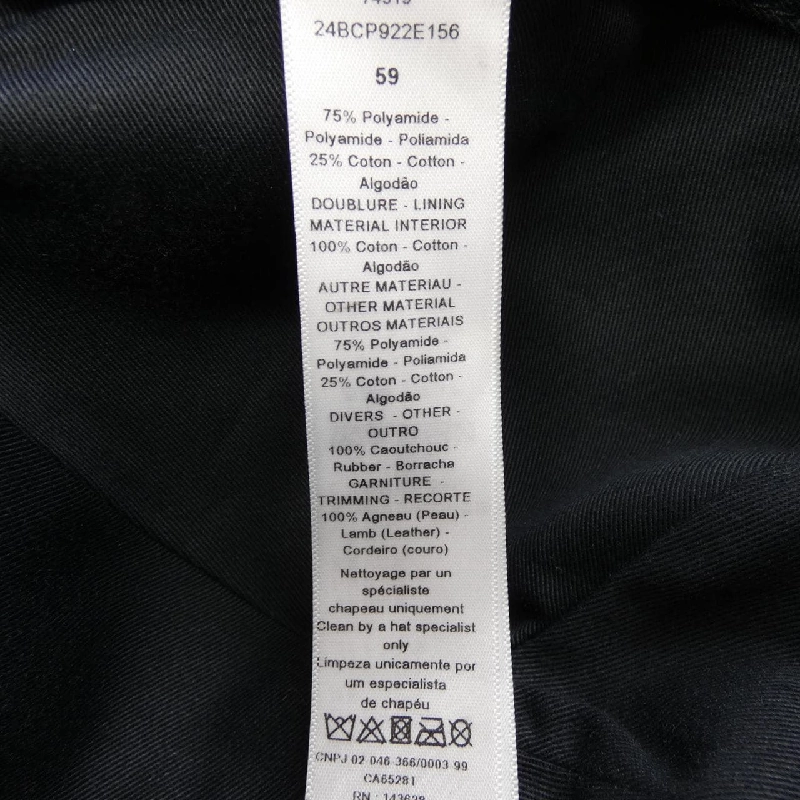 24BCP922E156
59
75% Polyamide -
Polyamide - Poliamida
25% Coton - Cotton -
Algodão
DOUBLURE - LINING
MATERIAL INTERIOR
100% Coton - Cotton -
Algodão
AUTRE MATERIAU -
OTHER MATERIAL
OUTROS MATERIAIS
75% Polyamide -
Polyamide - Poliamida
25% Coton - Cotton -
Algodão
DIVERS - OTHER -
OUTRO
100% Caoutchouc -
Rubber - Borracha
GARNITURE -
TRIMMING - RECORTE
100% Agneau (Peau) -
Lamb (Leather) -
Cordeiro (couro)
Nettoyage par un
spécialiste
chapeau uniquement
Clean by a hat specialist
only
Limpeza unicamente por
um especialista
de chapéu
CNPJ 02 046 366/0003 99
CA65281
RN : 143628